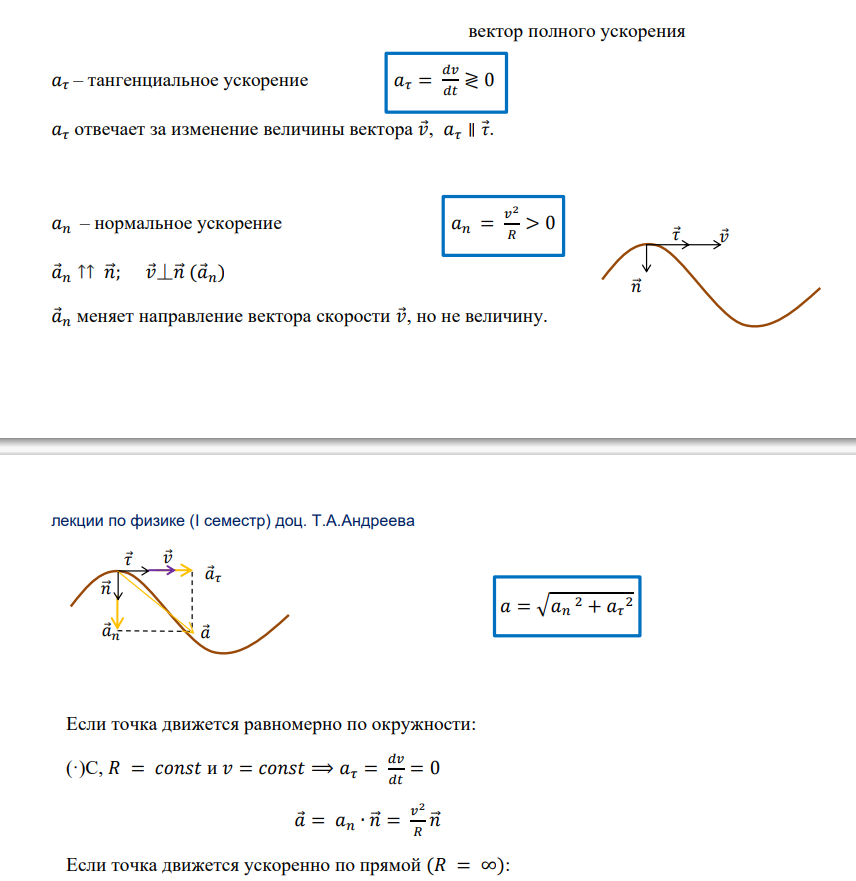 вектор полного ускорения
a_τ – тангенциальное ускорение a_τ = dv/dt ≷ 0
a_τ отвечает за изменение величины вектора v⃗, a_τ ∥ τ⃗.
a_n – нормальное ускорение a_n = v²/R > 0
τ⃗ v⃗
a⃗_n ↑↑ n⃗; v⃗⊥n⃗ (a⃗_n)
n⃗
a⃗_n меняет направление вектора скорости v⃗, но не величину.
лекции по физике (I семестр) доц. Т.А.Андреева
τ⃗ v⃗
a⃗_τ
n⃗
a = √(a_n² + a_τ²)
a⃗_n a⃗
Если точка движется равномерно по окружности:
(·)С, R = const и v = const ⟹ a_τ = dv/dt = 0
a⃗ = a_n · n⃗ = v²/R n⃗
Если точка движется ускоренно по прямой (R = ∞):